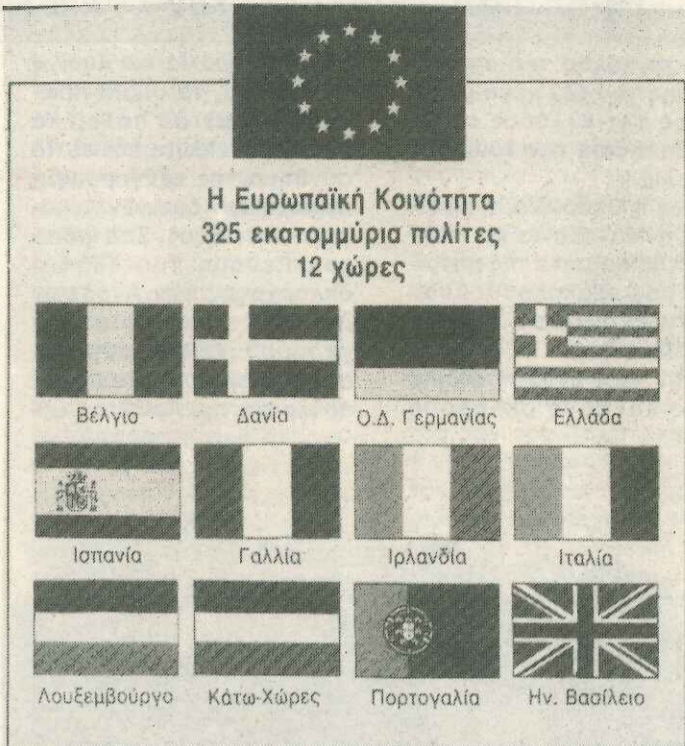 Η Ευρωπαϊκή Κοινότητα
325 εκατομμύρια πολίτες
12 χώρες
Βέλγιο Δανία Ο.Δ. Γερμανίας Ελλάδα
Ισπανία Γαλλία Ιρλανδία Ιταλία
Λουξεμβούργο Κάτω-Χώρες Πορτογαλία Ην. Βασίλειο